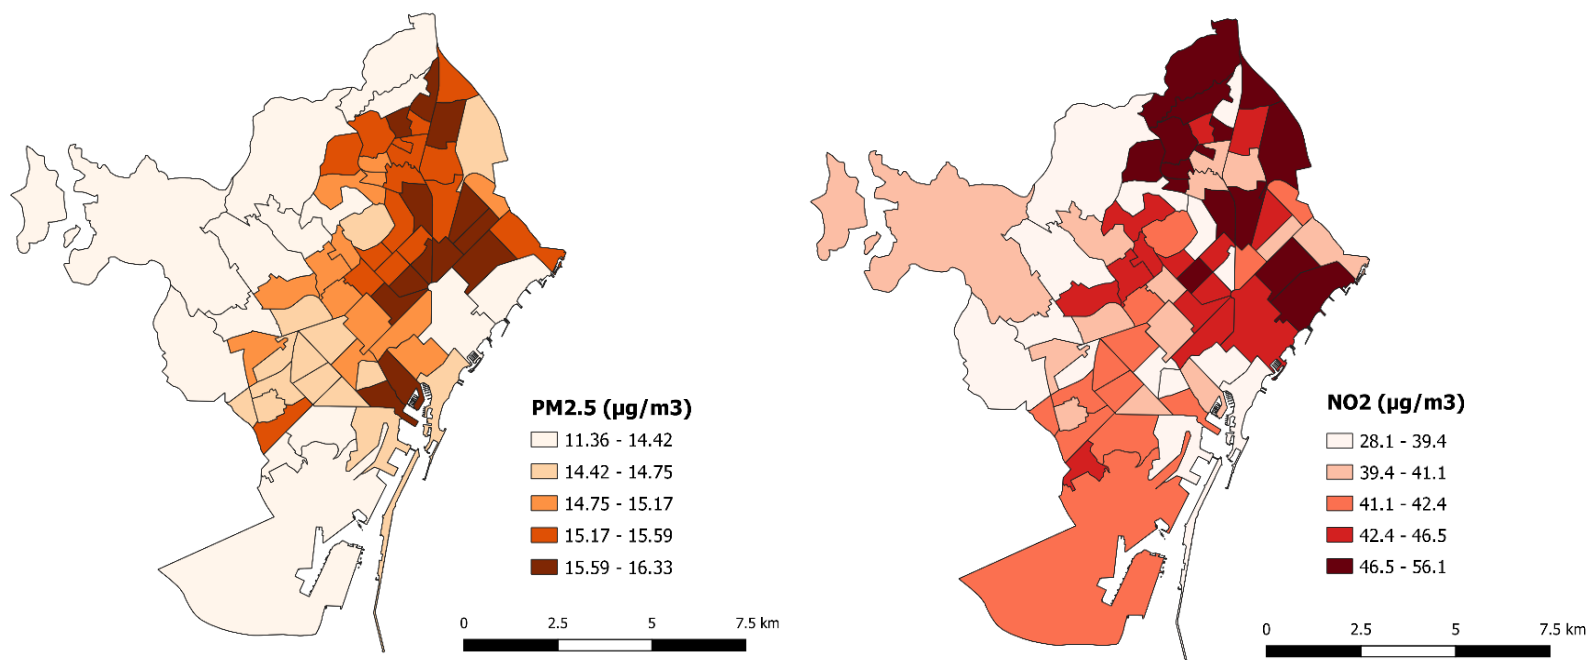 PM2.5 (µg/m3)
11.36 - 14.42
14.42 - 14.75
14.75 - 15.17
15.17 - 15.59
15.59 - 16.33
0 2.5 5 7.5 km
NO2 (µg/m3)
28.1 - 39.4
39.4 - 41.1
41.1 - 42.4
42.4 - 46.5
46.5 - 56.1
0 2.5 5 7.5 km